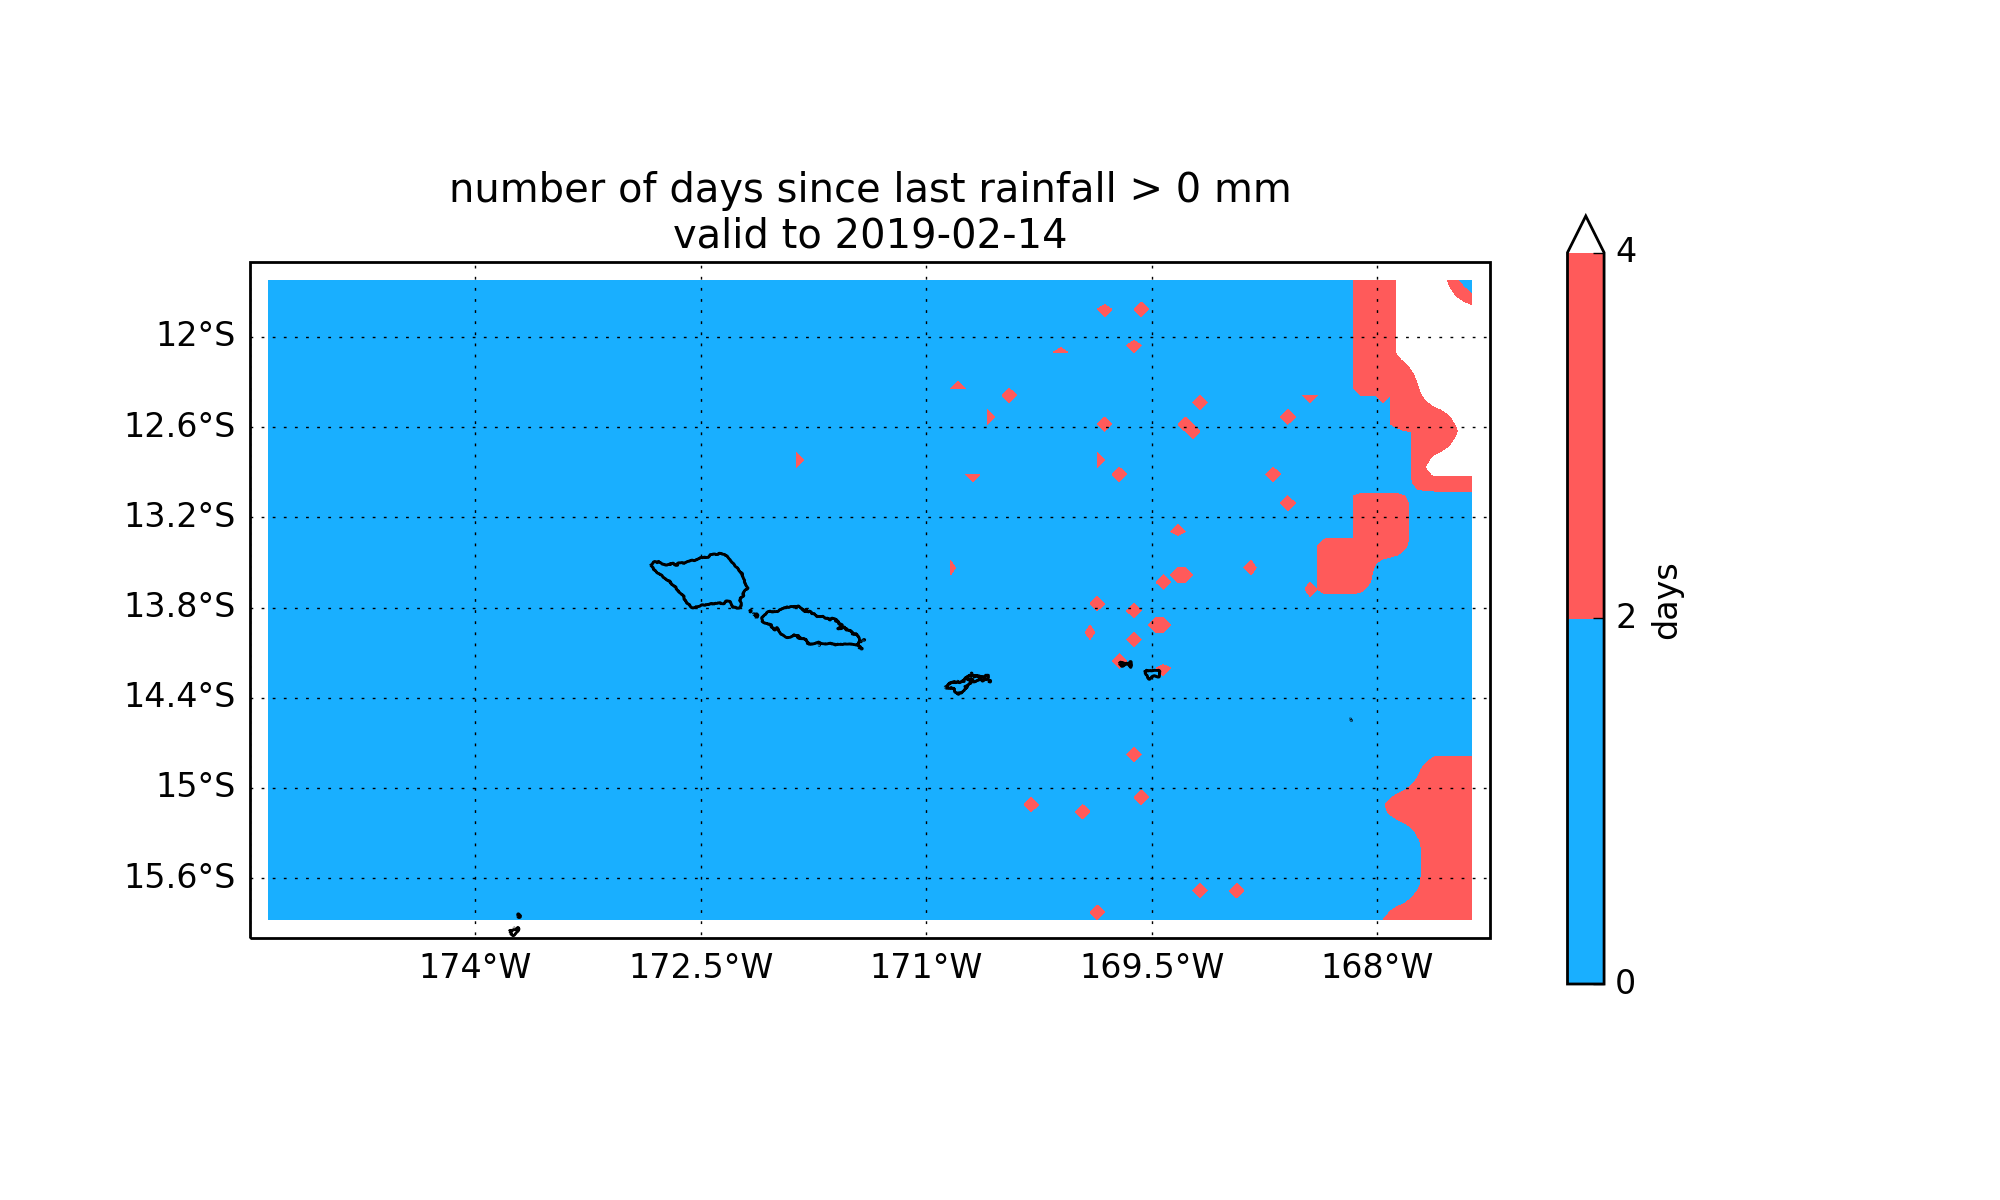 number of days since last rainfall > 0 mm
valid to 2019-02-14
12°S
12.6°S
13.2°S
13.8°S
14.4°S
15°S
15.6°S
174°W
172.5°W
171°W
169.5°W
168°W
4
2
0
days